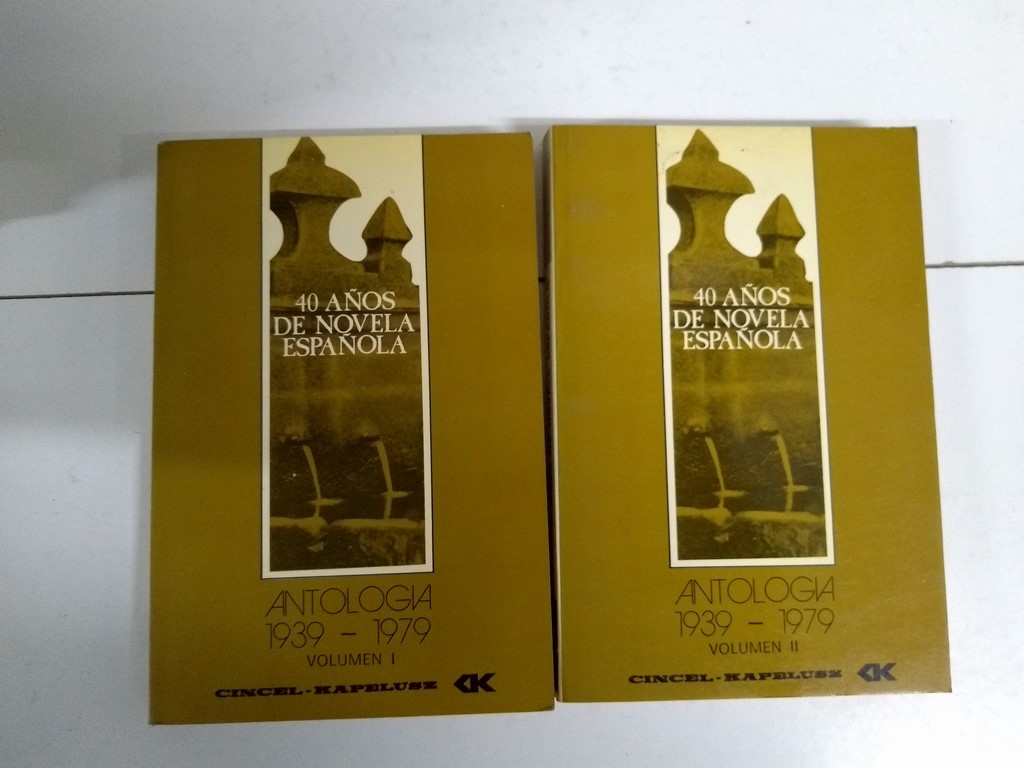 40 AÑOS
DE NOVELA
ESPAÑOLA
ANTOLOGIA
1939 - 1979
VOLUMEN I
CINCEL-KAPELUSZ CK
40 AÑOS
DE NOVELA
ESPAÑOLA
ANTOLOGIA
1939 - 1979
VOLUMEN II
CINCEL-KAPELUSZ CK